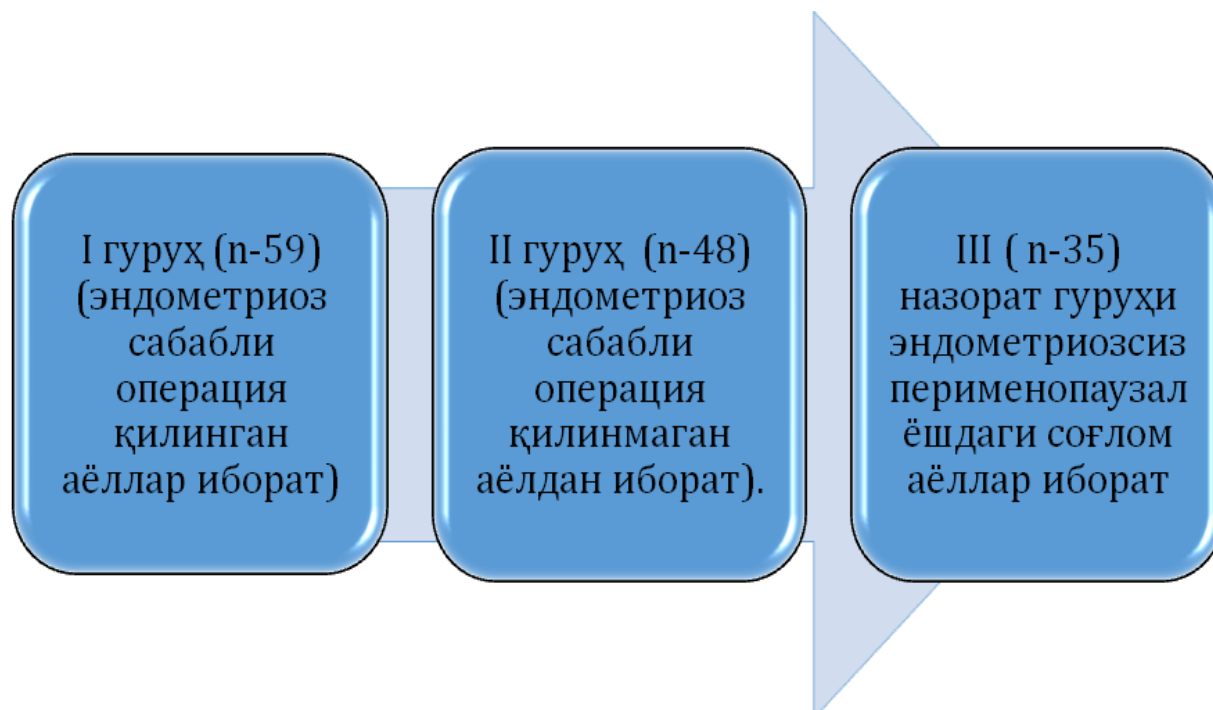 I гуруҳ (n-59)
(эндометриоз
сабабли
операция
қилинган
аёллар иборат)
II гуруҳ (n-48)
(эндометриоз
сабабли
операция
қилинмаган
аёлдан иборат).
III ( n-35)
назорат гуруҳи
эндометриозсиз
перименопаузал
ёшдаги соғлом
аёллар иборат